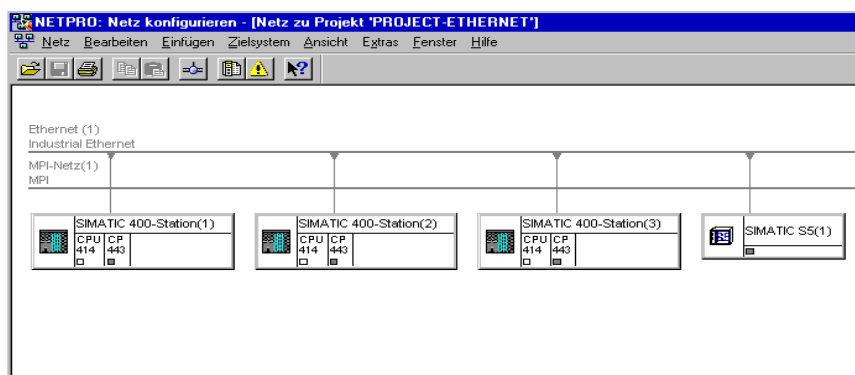 NETPRO: Netz konfigurieren - [Netz zu Projekt 'PROJECT-ETHERNET']
Netz Bearbeiten Einfügen Zielsystem Ansicht Extras Fenster Hilfe
Ethernet (1)
Industrial Ethernet
MPI-Netz(1)
MPI
SIMATIC 400-Station(1)
CPU CP
414 443
SIMATIC 400-Station(2)
CPU CP
414 443
SIMATIC 400-Station(3)
CPU CP
414 443
SIMATIC S5(1)